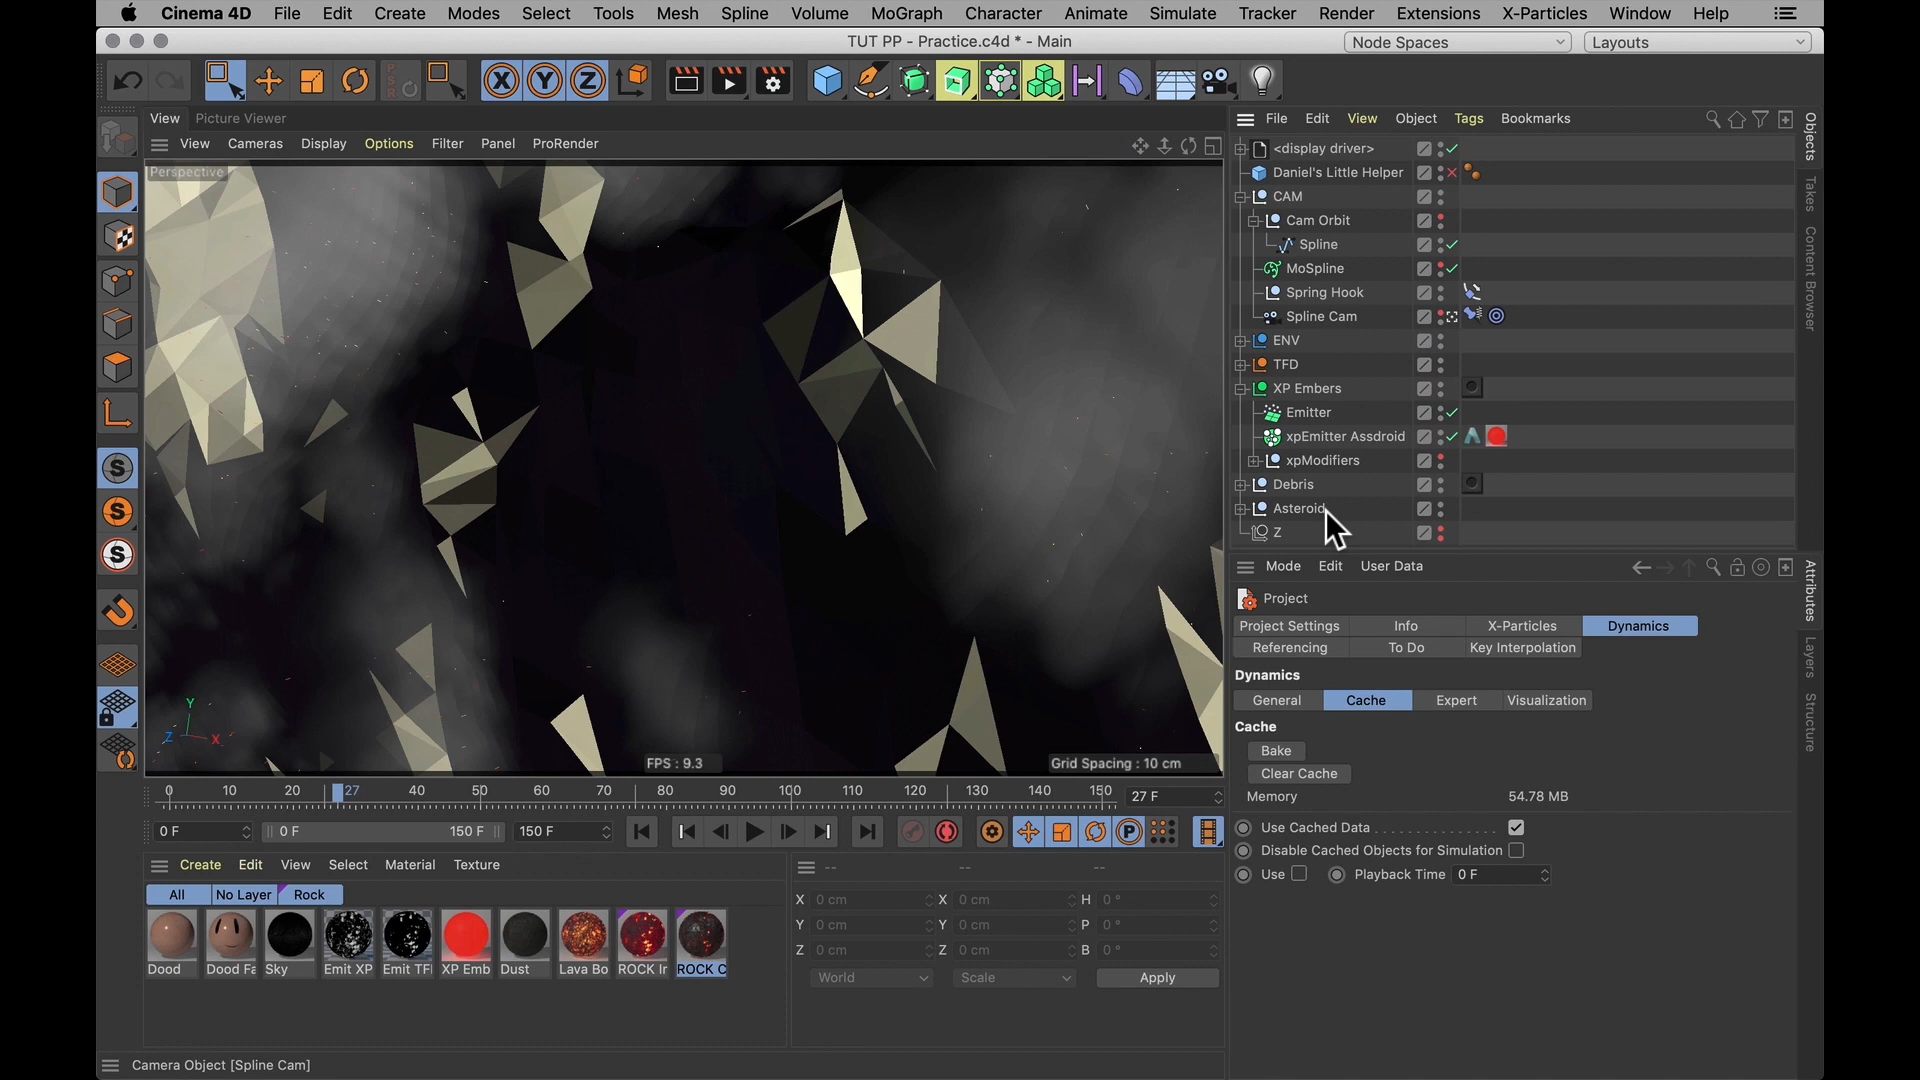 Cinema 4D File Edit Create Modes Select Tools Mesh Spline Volume MoGraph Character Animate Simulate Tracker Render Extensions X-Particles Window Help
TUT PP - Practice.c4d * - Main
Node Spaces
Layouts
PSR
X Y Z
View Picture Viewer
View Cameras Display Options Filter Panel ProRender
Perspective
Y
Z X
FPS : 9.3
Grid Spacing : 10 cm
S
S
S
File Edit View Object Tags Bookmarks
<display driver>
Daniel's Little Helper
CAM
Cam Orbit
Spline
MoSpline
Spring Hook
Spline Cam
ENV
TFD
XP Embers
Emitter
xpEmitter Assdroid
xpModifiers
Debris
Asteroid
Z
Objects
Takes
Content Browser
Mode Edit User Data
Project
Project Settings Info X-Particles Dynamics
Referencing To Do Key Interpolation
Dynamics
General Cache Expert Visualization
Cache
Bake
Clear Cache
Memory 54.78 MB
Use Cached Data
Disable Cached Objects for Simulation
Use Playback Time 0 F
Attributes
Layers
Structure
0 10 20 27 40 50 60 70 80 90 100 110 120 130 140 150 27 F
0 F 0 F 150 F 150 F
P
Create Edit View Select Material Texture
All No Layer Rock
Dood Dood Fa Sky Emit XP Emit TFI XP Emb Dust Lava Bo ROCK Ir ROCK C
-- -- --
X 0 cm X 0 cm H 0 °
Y 0 cm Y 0 cm P 0 °
Z 0 cm Z 0 cm B 0 °
World Scale Apply
Camera Object [Spline Cam]